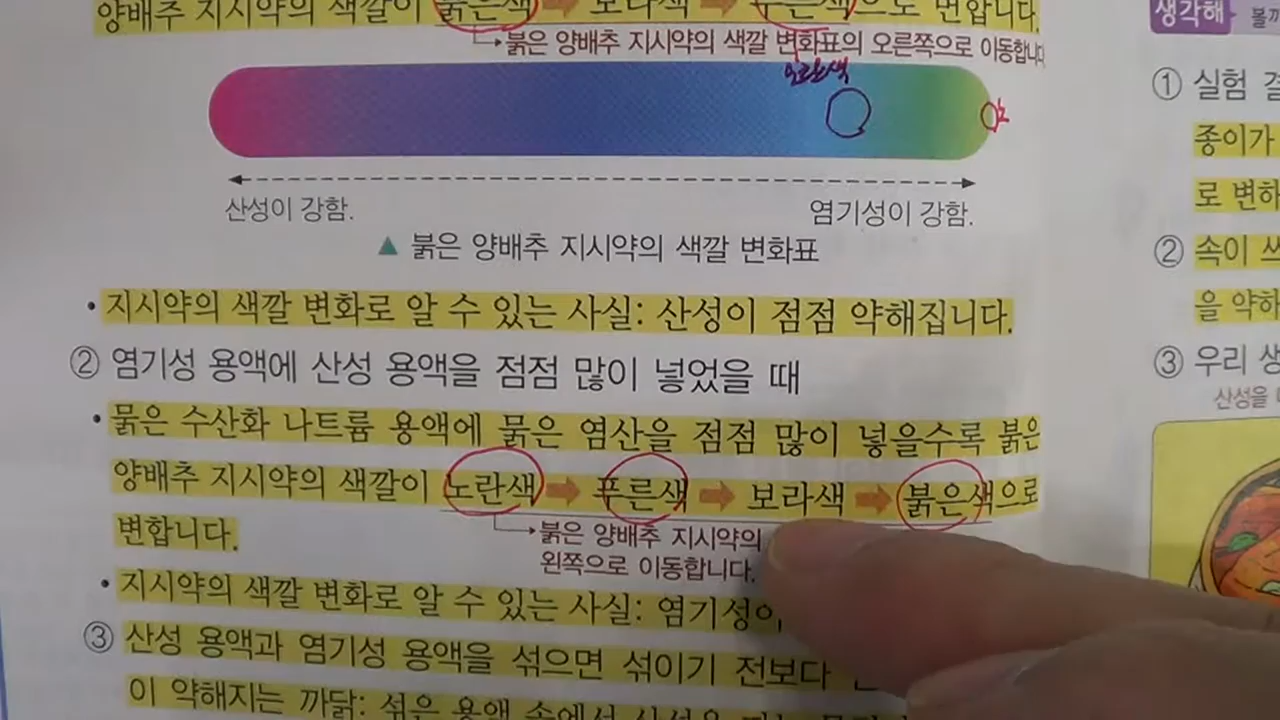 양배추 지시약의 색깔이 붉은색 ➡ 보라색 ➡ 푸른색으로 변합니다.
붉은 양배추 지시약의 색깔 변화표의 오른쪽으로 이동합니다
산성이 강함.
염기성이 강함.
▲ 붉은 양배추 지시약의 색깔 변화표
• 지시약의 색깔 변화로 알 수 있는 사실: 산성이 점점 약해집니다.
② 염기성 용액에 산성 용액을 점점 많이 넣었을 때
• 묽은 수산화 나트륨 용액에 묽은 염산을 점점 많이 넣을수록 붉은
양배추 지시약의 색깔이 노란색 ➡ 푸른색 ➡ 보라색 ➡ 붉은색으로
변합니다.
붉은 양배추 지시약의
왼쪽으로 이동합니다.
• 지시약의 색깔 변화로 알 수 있는 사실: 염기성이
③ 산성 용액과 염기성 용액을 섞으면 섞이기 전보다
이 약해지는 까닭: 섞은 용액 속에서
생각해
① 실험
종이가
로 변하
② 속이
을 약하
③ 우리
산성을